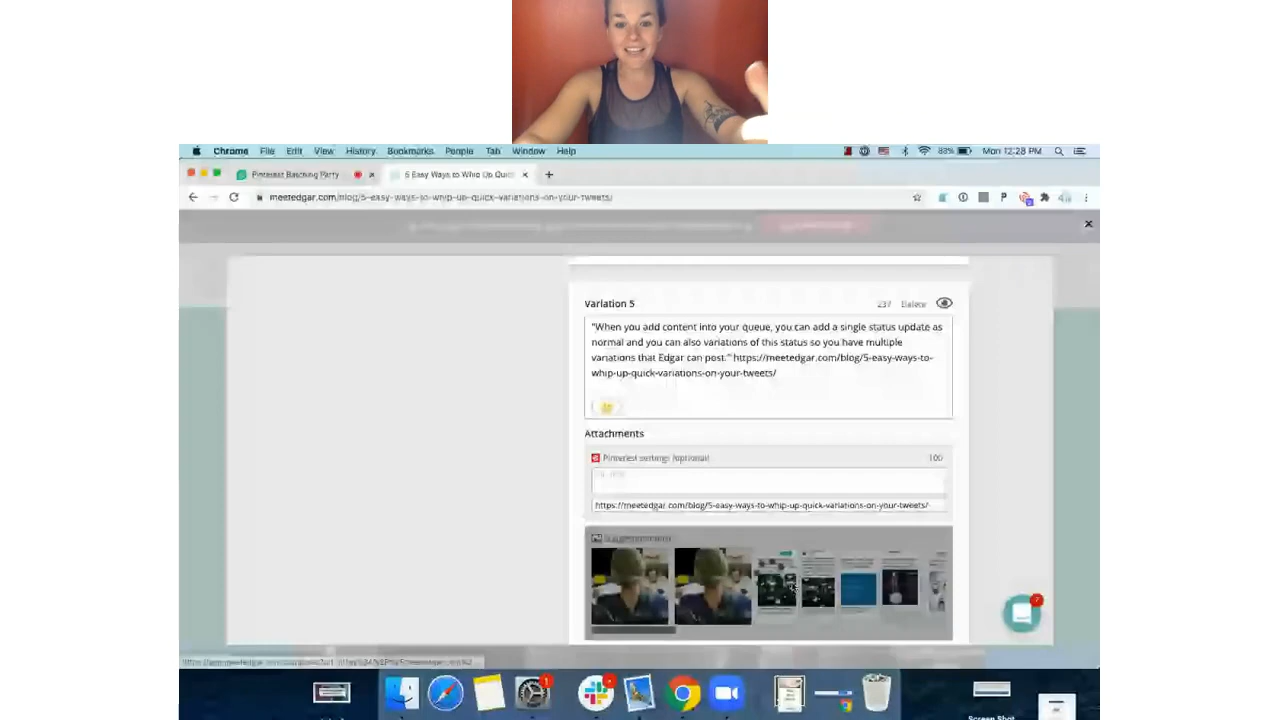 Chrome File Edit View History Bookmarks People Tab Window Help
83% Mon 12:28 PM
Pinterest Batching Party
5 Easy Ways to Whip Up Quic
meetedgar.com/blog/5-easy-ways-to-whip-up-quick-variations-on-your-tweets/
Variation 5
237 Delete
"When you add content into your queue, you can add a single status update as
normal and you can also variations of this status so you have multiple
variations that Edgar can post." https://meetedgar.com/blog/5-easy-ways-to-
whip-up-quick-variations-on-your-tweets/
Attachments
Pinterest settings (optional)
100
https://meetedgar.com/blog/5-easy-ways-to-whip-up-quick-variations-on-your-tweets/
Screen Shot